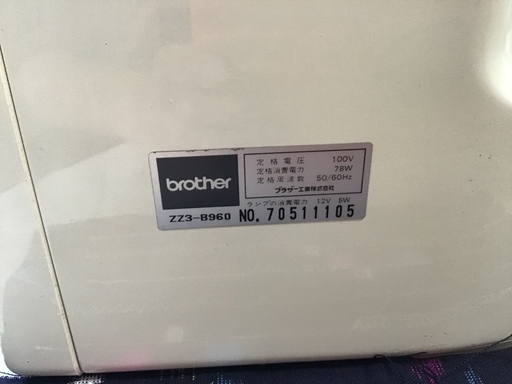 brother
定格電圧 100V
定格消費電力 78W
定格周波数 50/60Hz
ブラザー工業株式会社
ランプの消費電力 12V 5W
ZZ3-B960 NO.70511105